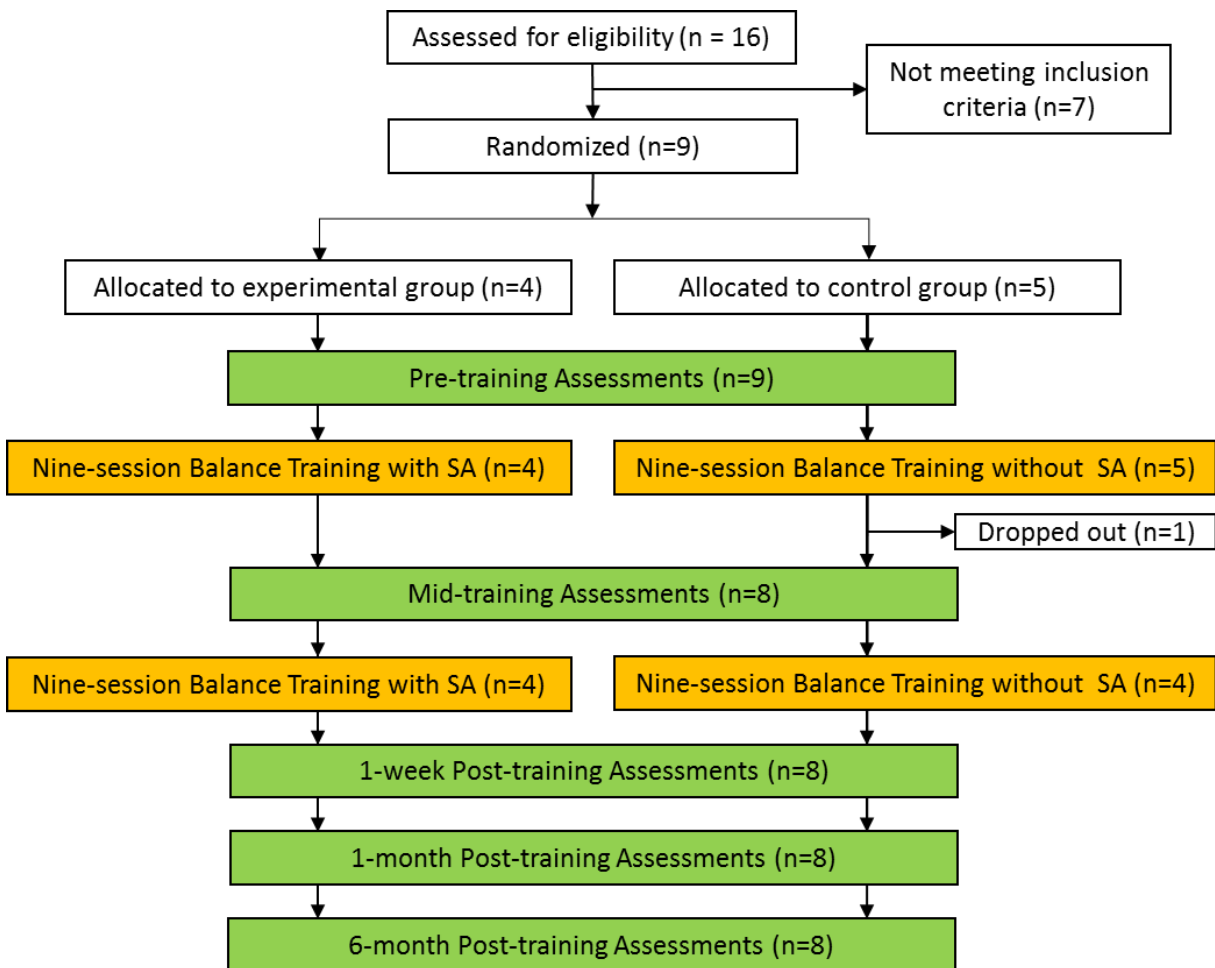 Assessed for eligibility (n = 16)
Not meeting inclusion
criteria (n=7)
Randomized (n=9)
Allocated to experimental group (n=4)
Allocated to control group (n=5)
Pre-training Assessments (n=9)
Nine-session Balance Training with SA (n=4)
Nine-session Balance Training without  SA (n=5)
Dropped out (n=1)
Mid-training Assessments (n=8)
Nine-session Balance Training with SA (n=4)
Nine-session Balance Training without  SA (n=4)
1-week Post-training Assessments (n=8)
1-month Post-training Assessments (n=8)
6-month Post-training Assessments (n=8)